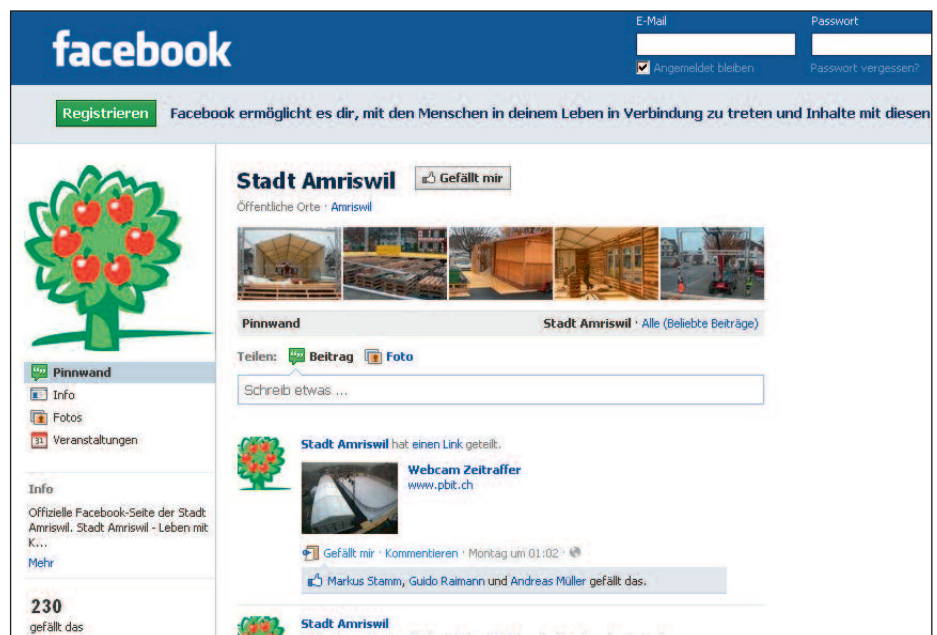 facebook
E-Mail
Passwort
Angemeldet bleiben
Passwort vergessen?
Registrieren
Facebook ermöglicht es dir, mit den Menschen in deinem Leben in Verbindung zu treten und Inhalte mit diesen
Stadt Amriswil
Gefällt mir
Öffentliche Orte · Amriswil
Pinnwand
Stadt Amriswil · Alle (Beliebte Beiträge)
Teilen: Beitrag Foto
Schreib etwas ...
Pinnwand
Info
Fotos
31 Veranstaltungen
Info
Offizielle Facebook-Seite der Stadt
Amriswil. Stadt Amriswil - Leben mit
K...
Mehr
230
gefällt das
Stadt Amriswil hat einen Link geteilt.
Webcam Zeitraffer
www.pbit.ch
Gefällt mir · Kommentieren · Montag um 01:02 ·
Markus Stamm, Guido Raimann und Andreas Müller gefällt das.
Stadt Amriswil